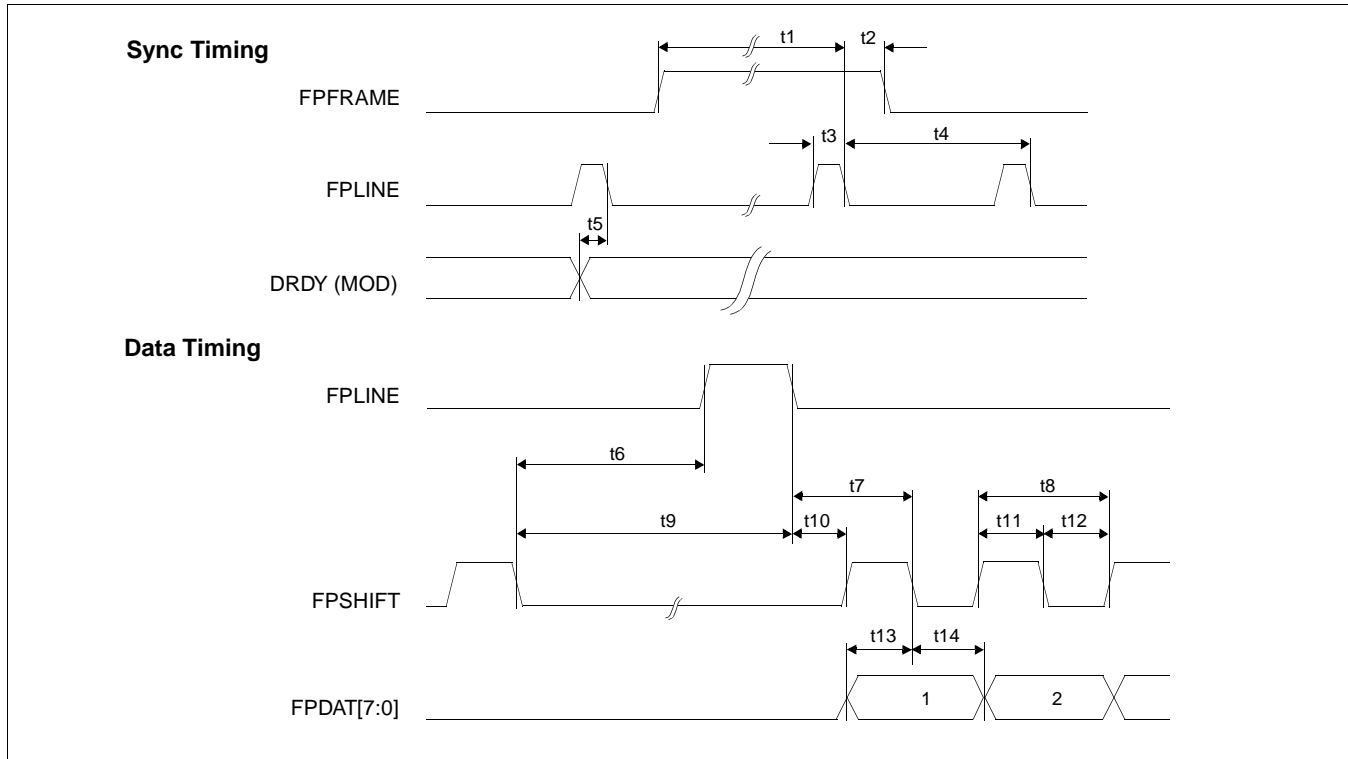 Sync Timing
t1
t2
FPFRAME
t3
t4
FPLINE
t5
DRDY (MOD)
Data Timing
FPLINE
t6
t7
t8
t9
t10
t11
t12
FPSHIFT
t13
t14
FPDAT[7:0]
1
2